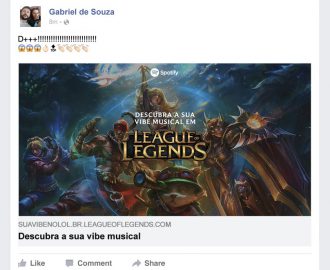 Gabriel de Souza
8m
D+++!!!!!!!!!!!!!!!!!!!!!!!!!!!
Spotify
DESCUBRA A SUA
VIBE MUSICAL EM
LEAGUE OF
LEGENDS
SUAVIBENOLOL.BR.LEAGUEOFLEGENDS.COM
Descubra a sua vibe musical
Like Comment Share